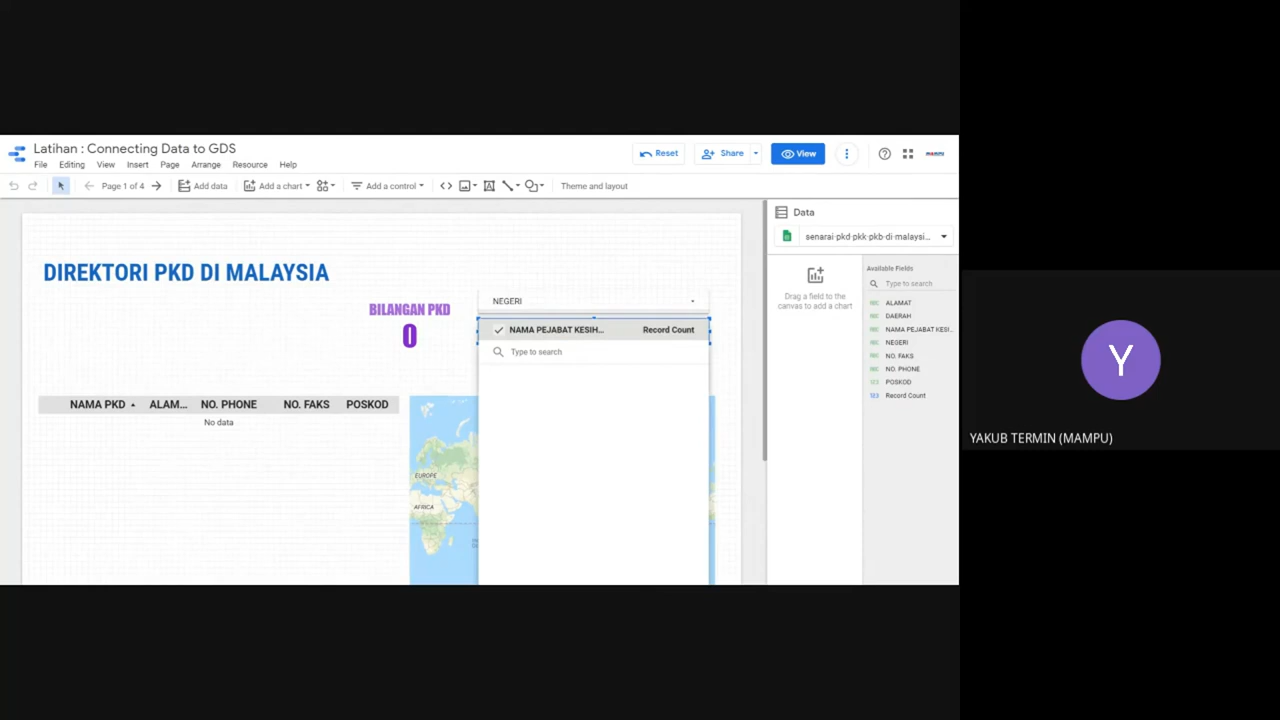 Latihan : Connecting Data to GDS
File Editing View Insert Page Arrange Resource Help
Reset Share View
Page 1 of 4 Add data Add a chart Add a control Theme and layout
Data
senarai-pkd-pkk-pkb-di-malaysi...
Drag a field to the
canvas to add a chart
Available Fields
Type to search
ALAMAT
DAERAH
NAMA PEJABAT KESI...
NEGERI
NO. FAKS
NO. PHONE
POSKOD
123 Record Count
DIREKTORI PKD DI MALAYSIA
BILANGAN PKD
0
NEGERI
NAMA PEJABAT KESIH... Record Count
Type to search
NAMA PKD ALAM... NO. PHONE NO. FAKS POSKOD
No data
EUROPE
AFRICA
Y
YAKUB TERMIN (MAMPU)